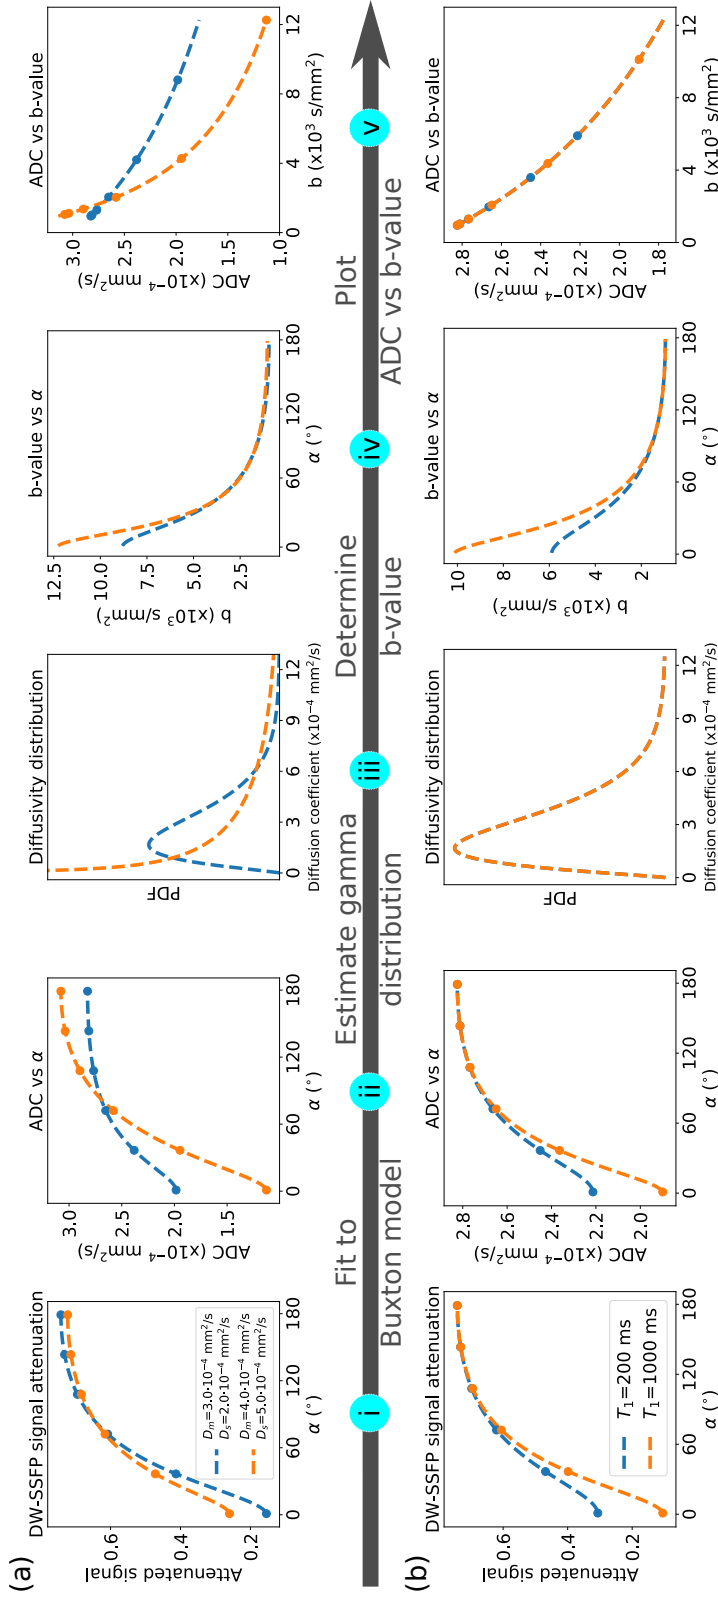 (a)
DW-SSFP signal attenuation
Attenuated signal
0.6
0.4
0.2
0 60 120 180
α (°)
Dₘ=3.0·10⁻⁴ mm²/s
Dₛ=2.0·10⁻⁴ mm²/s
Dₘ=4.0·10⁻⁴ mm²/s
Dₛ=5.0·10⁻⁴ mm²/s
ADC vs α
ADC (x10⁻⁴ mm²/s)
3.0
2.5
2.0
1.5
0 60 120 180
α (°)
Diffusivity distribution
PDF
0 3 6 9 12
Diffusion coefficient (x10⁻⁴ mm²/s)
b-value vs α
b (x10³ s/mm²)
12.5
10.0
7.5
5.0
2.5
0 60 120 180
α (°)
ADC vs b-value
ADC (x10⁻⁴ mm²/s)
3.0
2.5
2.0
1.5
1.0
0 4 8 12
b (x10³ s/mm²)
i
Fit to
Buxton model
ii
Estimate gamma
distribution
iii
Determine
b-value
iv
Plot
ADC vs b-value
v
(b)
DW-SSFP signal attenuation
Attenuated signal
0.6
0.4
0.2
0 60 120 180
α (°)
T₁=200 ms
T₁=1000 ms
ADC vs α
ADC (x10⁻⁴ mm²/s)
2.8
2.6
2.4
2.2
2.0
0 60 120 180
α (°)
Diffusivity distribution
PDF
0 3 6 9 12
Diffusion coefficient (x10⁻⁴ mm²/s)
b-value vs α
b (x10³ s/mm²)
10
8
6
4
2
0 60 120 180
α (°)
ADC vs b-value
ADC (x10⁻⁴ mm²/s)
2.8
2.6
2.4
2.2
2.0
1.8
0 4 8 12
b (x10³ s/mm²)